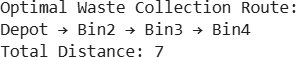 Optimal Waste Collection Route:
Depot → Bin2 → Bin3 → Bin4
Total Distance: 7